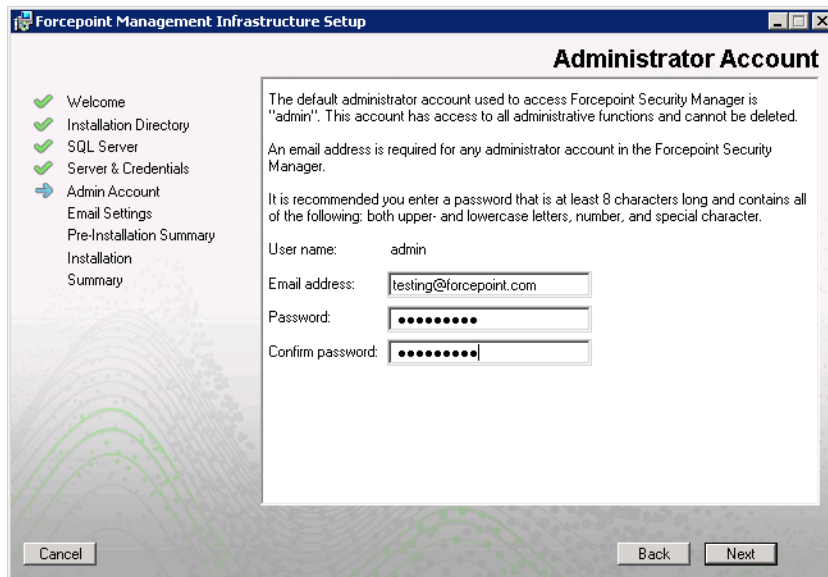 Forcepoint Management Infrastructure Setup
Administrator Account
Welcome
Installation Directory
SQL Server
Server & Credentials
Admin Account
Email Settings
Pre-Installation Summary
Installation
Summary
The default administrator account used to access Forcepoint Security Manager is
"admin". This account has access to all administrative functions and cannot be deleted.
An email address is required for any administrator account in the Forcepoint Security
Manager.
It is recommended you enter a password that is at least 8 characters long and contains all
of the following: both upper- and lowercase letters, number, and special character.
User name: admin
Email address: testing@forcepoint.com
Password: ●●●●●●●●●
Confirm password: ●●●●●●●●●
Cancel Back Next